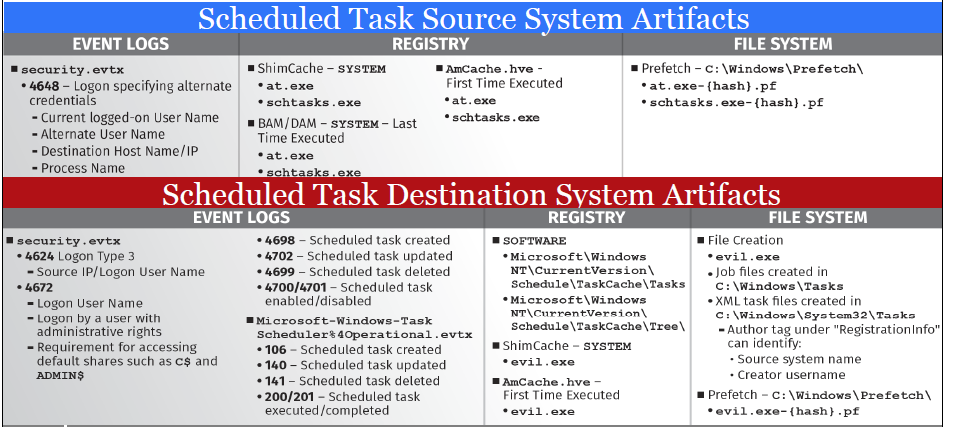 Scheduled Task Source System Artifacts
EVENT LOGS
REGISTRY
FILE SYSTEM
■ security.evtx
• 4648 – Logon specifying alternate
credentials
- Current logged-on User Name
- Alternate User Name
- Destination Host Name/IP
- Process Name
■ ShimCache – SYSTEM
• at.exe
• schtasks.exe
■ BAM/DAM – SYSTEM – Last
Time Executed
• at.exe
• schtasks.exe
■ AmCache.hve -
First Time Executed
• at.exe
• schtasks.exe
■ Prefetch – C:\Windows\Prefetch\
• at.exe-{hash}.pf
• schtasks.exe-{hash}.pf
Scheduled Task Destination System Artifacts
EVENT LOGS
REGISTRY
FILE SYSTEM
■ security.evtx
• 4624 Logon Type 3
- Source IP/Logon User Name
• 4672
- Logon User Name
- Logon by a user with
administrative rights
- Requirement for accessing
default shares such as C$ and
ADMIN$
• 4698 – Scheduled task created
• 4702 – Scheduled task updated
• 4699 – Scheduled task deleted
• 4700/4701 – Scheduled task
enabled/disabled
■ Microsoft-Windows-Task
Scheduler%4Operational.evtx
• 106 – Scheduled task created
• 140 – Scheduled task updated
• 141 – Scheduled task deleted
• 200/201 – Scheduled task
executed/completed
■ SOFTWARE
• Microsoft\Windows
NT\CurrentVersion\
Schedule\TaskCache\Tasks
• Microsoft\Windows
NT\CurrentVersion\
Schedule\TaskCache\Tree\
■ ShimCache – SYSTEM
• evil.exe
■ AmCache.hve –
First Time Executed
• evil.exe
■ File Creation
• evil.exe
• Job files created in
C:\Windows\Tasks
• XML task files created in
C:\Windows\System32\Tasks
- Author tag under "RegistrationInfo"
can identify:
· Source system name
· Creator username
■ Prefetch – C:\Windows\Prefetch\
• evil.exe-{hash}.pf